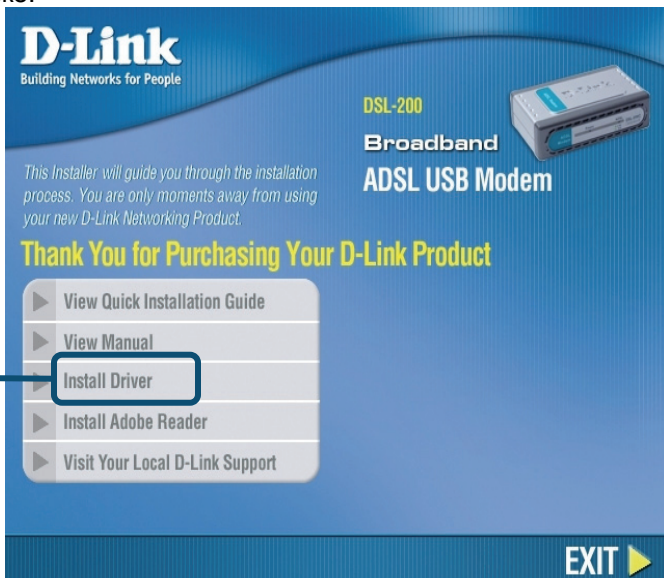 D-Link
Building Networks for People
DSL-200
Broadband
ADSL USB Modem
This Installer will guide you through the installation
process. You are only moments away from using
your new D-Link Networking Product.
Thank You for Purchasing Your D-Link Product
View Quick Installation Guide
View Manual
Install Driver
Install Adobe Reader
Visit Your Local D-Link Support
EXIT